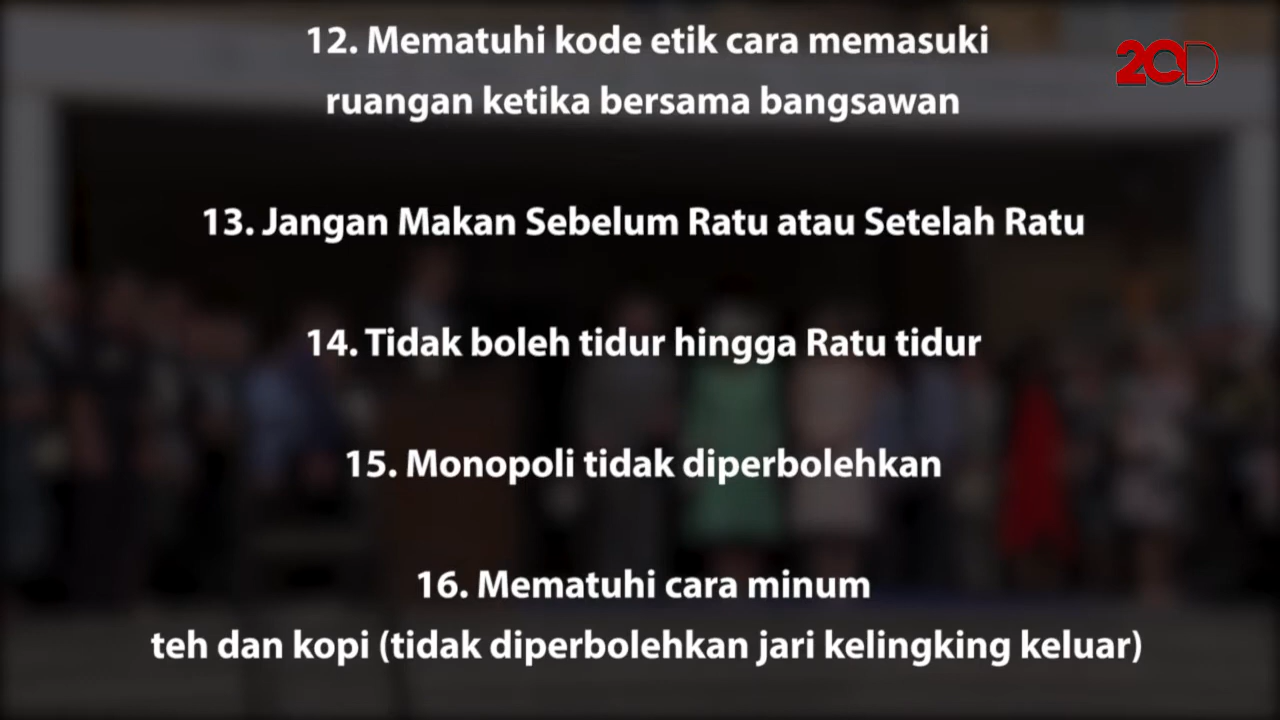 12. Mematuhi kode etik cara memasuki
ruangan ketika bersama bangsawan
13. Jangan Makan Sebelum Ratu atau Setelah Ratu
14. Tidak boleh tidur hingga Ratu tidur
15. Monopoli tidak diperbolehkan
16. Mematuhi cara minum
teh dan kopi (tidak diperbolehkan jari kelingking keluar)
20D